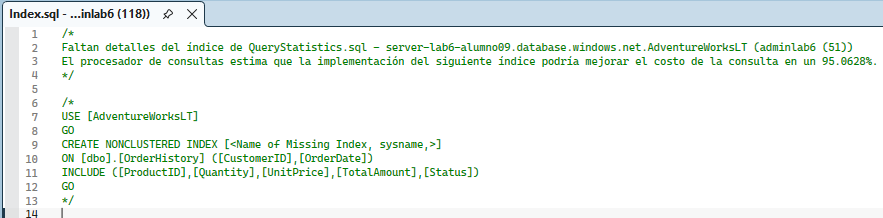 Index.sql - ...inlab6 (118))
1 /*
2 Faltan detalles del índice de QueryStatistics.sql - server-lab6-alumno09.database.windows.net.AdventureWorksLT (adminlab6 (51))
3 El procesador de consultas estima que la implementación del siguiente índice podría mejorar el costo de la consulta en un 95.0628%.
4 */
5
6 /*
7 USE [AdventureWorksLT]
8 GO
9 CREATE NONCLUSTERED INDEX [<Name of Missing Index, sysname,>]
10 ON [dbo].[OrderHistory] ([CustomerID],[OrderDate])
11 INCLUDE ([ProductID],[Quantity],[UnitPrice],[TotalAmount],[Status])
12 GO
13 */
14